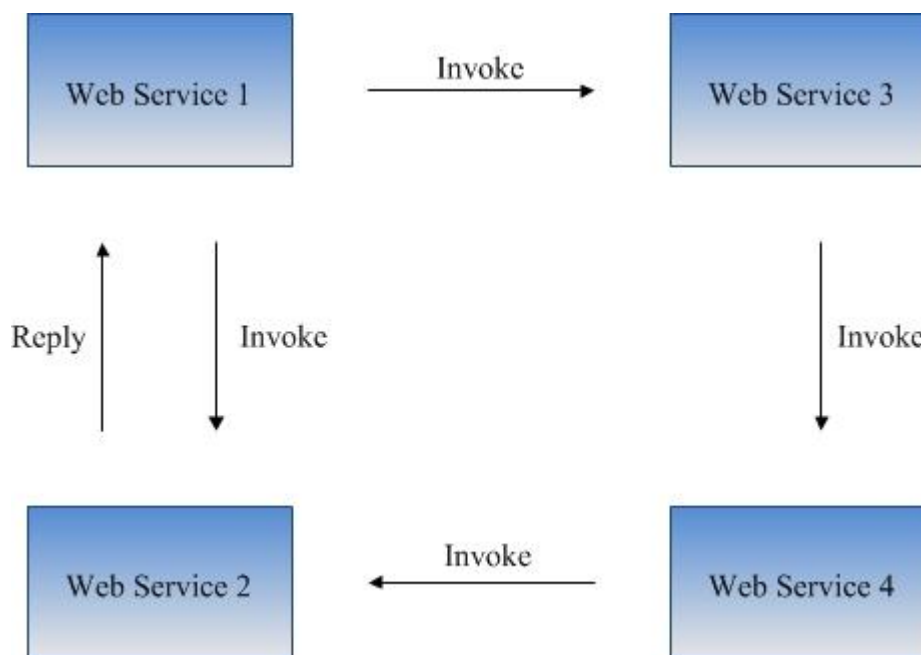 Web Service 1
Invoke
Web Service 3
Reply
Invoke
Invoke
Web Service 2
Invoke
Web Service 4